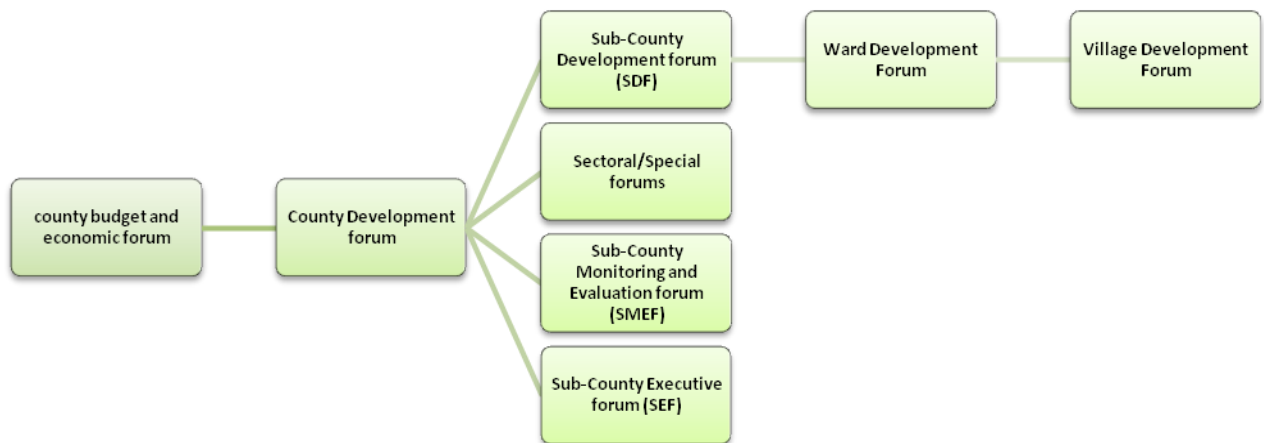 Sub-County
Development forum
(SDF)
Ward Development
Forum
Village Development
Forum
Sectoral/Special
forums
county budget and
economic forum
County Development
forum
Sub-County
Monitoring and
Evaluation forum
(SMEF)
Sub-County Executive
forum (SEF)